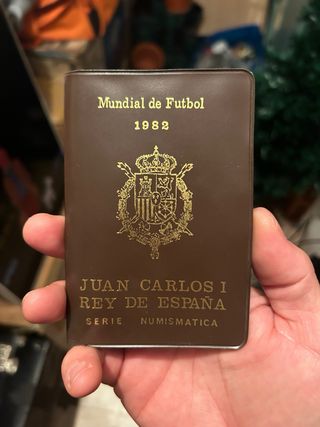 Mundial de Futbol
1982
JUAN CARLOS I
REY DE ESPAÑA
SERIE NUMISMATICA